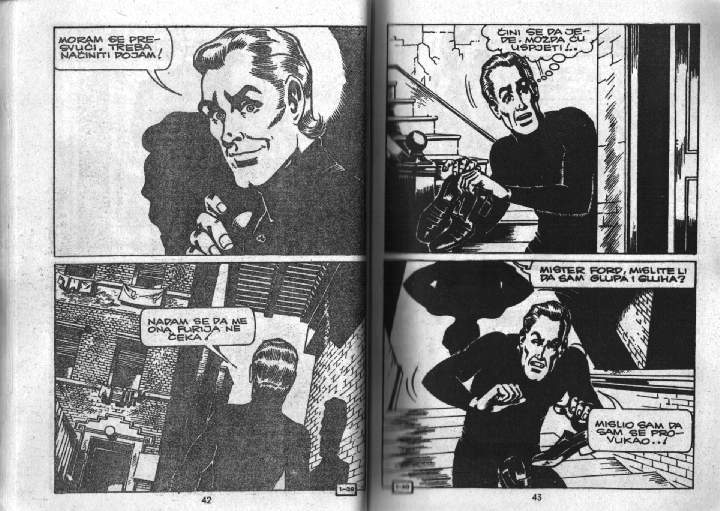 MORAM SE PRE-
SVUĆI. TREBA
NAČINITI DOJAM!
NADAM SE DA ME
ONA FURIJA NE
ČEKA!
42
ČINI SE DA JE-
DE. MOŽDA ĆU
USPJETI!..
MISTER FORD, MISLITE LI
DA SAM GLUPA I GLUHA?
MISLIO SAM DA
SAM SE PRO-
VUKAO...!
43